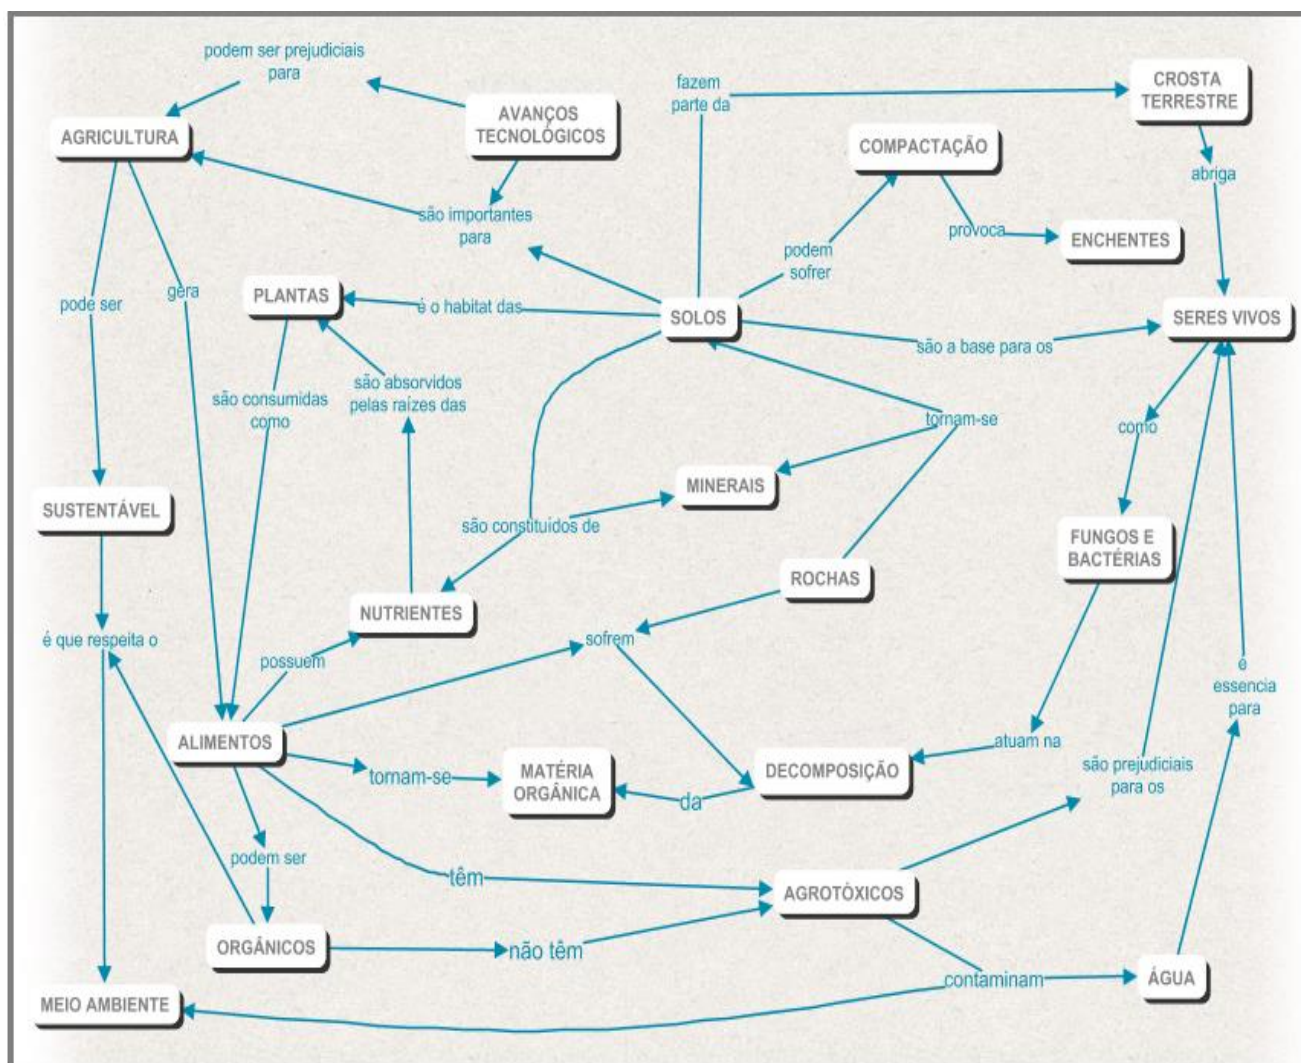 podem ser prejudiciais
para
AVANÇOS
TECNOLÓGICOS
AGRICULTURA
são importantes
para
fazem
parte da
CROSTA
TERRESTRE
COMPACTAÇÃO
abriga
provoca
ENCHENTES
podem
sofrer
pode ser
gera
PLANTAS
é o habitat das
SOLOS
são a base para os
SERES VIVOS
são consumidas
como
são absorvidos
pelas raízes das
tornam-se
como
MINERAIS
SUSTENTÁVEL
são constituídos de
FUNGOS E
BACTÉRIAS
ROCHAS
NUTRIENTES
é que respeita o
possuem
sofrem
e
essencia
para
ALIMENTOS
tornam-se
MATÉRIA
ORGÂNICA
da
DECOMPOSIÇÃO
atuam na
são prejudiciais
para os
podem ser
têm
AGROTÓXICOS
ORGÂNICOS
não têm
contaminam
ÁGUA
MEIO AMBIENTE